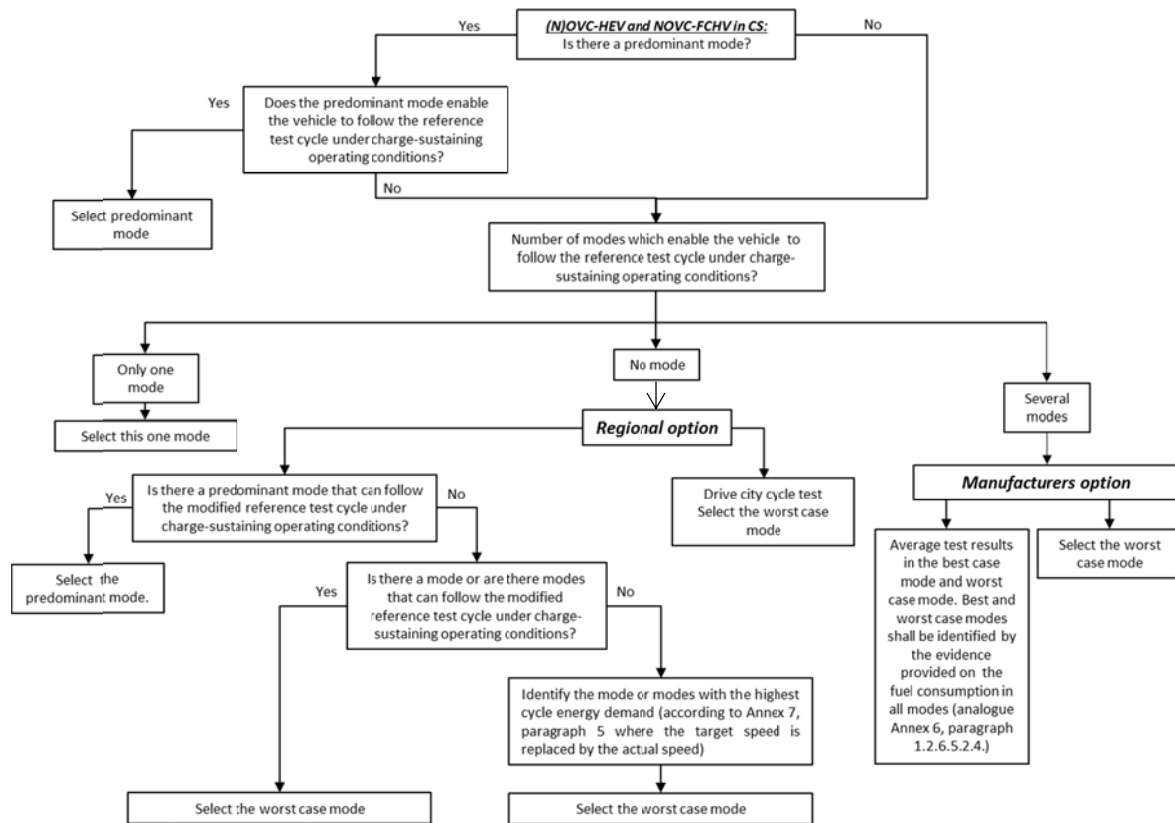 (N)OVC-HEV and NOVC-FCHV in CS:
Is there a predominant mode?
Yes
No
Yes
Does the predominant mode enable
the vehicle to follow the reference
test cycle under charge-sustaining
operating conditions?
No
Select predominant
mode
Number of modes which enable the vehicle to
follow the reference test cycle under charge-
sustaining operating conditions?
Only one
mode
No mode
Several
modes
Select this one mode
Regional option
Manufacturers option
Yes
Is there a predominant mode that can follow
the modified reference test cycle under
charge-sustaining operating conditions?
No
Drive city cycle test
Select the worst case
mode
Select the
predominant mode.
Yes
Is there a mode or are there modes
that can follow the modified
reference test cycle under charge-
sustaining operating conditions?
No
Average test results
in the best case
mode and worst
case mode. Best and
worst case modes
shall be identified by
the evidence
provided on the
fuel consumption in
all modes (analogue
Annex 6, paragraph
1.2.6.5.2.4.)
Select the worst
case mode
Identify the mode or modes with the highest
cycle energy demand (according to Annex 7,
paragraph 5 where the target speed is
replaced by the actual speed)
Select the worst case mode
Select the worst case mode